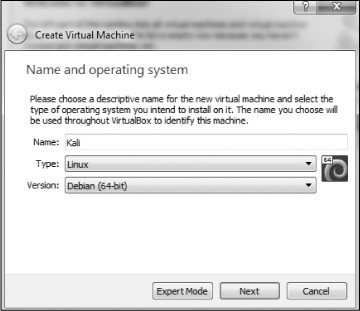 Create Virtual Machine
Name and operating system
Please choose a descriptive name for the new virtual machine and select the
type of operating system you intend to install on it. The name you choose will
be used throughout VirtualBox to identify this machine.
Name: Kali
Type: Linux
64
Version: Debian (64-bit)
Expert Mode Next Cancel